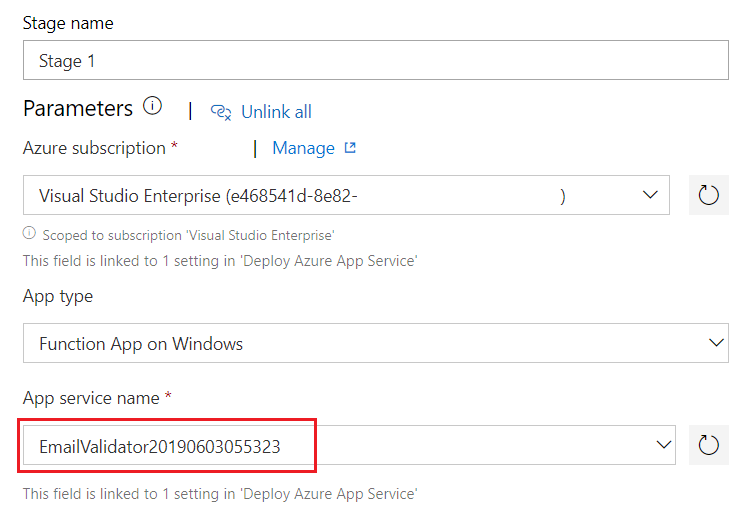 Stage name
Stage 1
Parameters | Unlink all
Azure subscription * | Manage
Visual Studio Enterprise (e468541d-8e82- )
Scoped to subscription 'Visual Studio Enterprise'
This field is linked to 1 setting in 'Deploy Azure App Service'
App type
Function App on Windows
App service name *
EmailValidator20190603055323
This field is linked to 1 setting in 'Deploy Azure App Service'